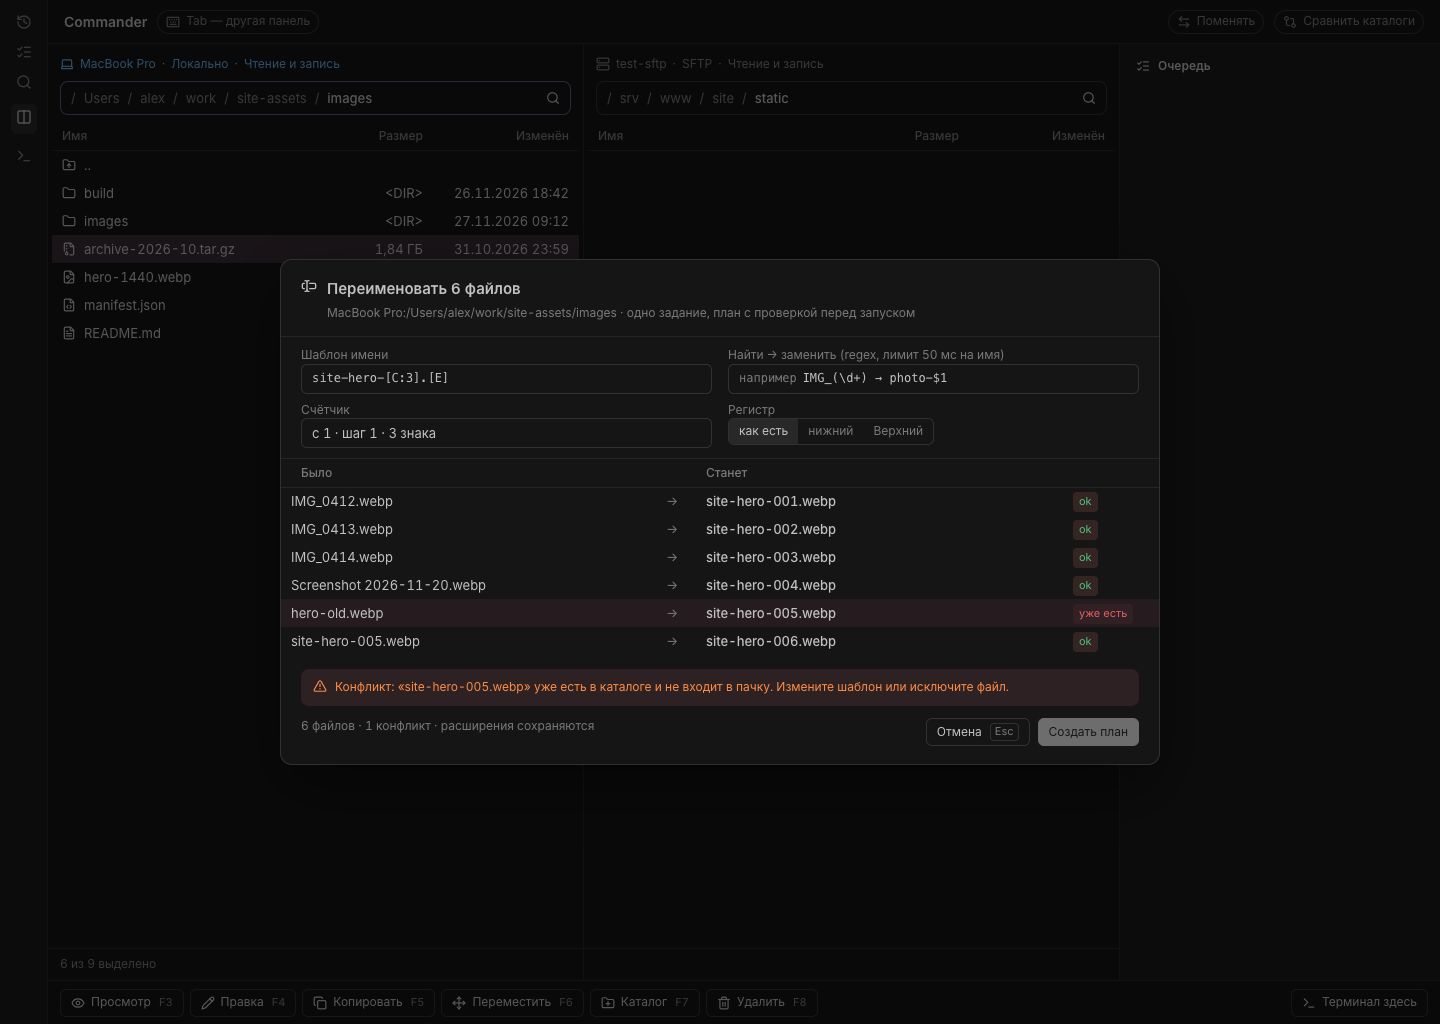 Commander Tab — другая панель Поменять Сравнить каталоги
MacBook Pro · Локально · Чтение и запись
/ Users / alex / work / site-assets / images
Имя Размер Изменён
..
build <DIR> 26.11.2026 18:42
images <DIR> 27.11.2026 09:12
archive-2026-10.tar.gz 1,84 ГБ 31.10.2026 23:59
hero-1440.webp
manifest.json
README.md
test-sftp · SFTP · Чтение и запись
/ srv / www / site / static
Имя Размер Изменён
Очередь
Переименовать 6 файлов
MacBook Pro:/Users/alex/work/site-assets/images · одно задание, план с проверкой перед запуском
Шаблон имени
site-hero-[C:3].[E]
Найти → заменить (regex, лимит 50 мс на имя)
например IMG_(\d+) → photo-$1
Счётчик
с 1 · шаг 1 · 3 знака
Регистр
как есть нижний Верхний
Было Станет
IMG_0412.webp → site-hero-001.webp ok
IMG_0413.webp → site-hero-002.webp ok
IMG_0414.webp → site-hero-003.webp ok
Screenshot 2026-11-20.webp → site-hero-004.webp ok
hero-old.webp → site-hero-005.webp уже есть
site-hero-005.webp → site-hero-006.webp ok
Конфликт: «site-hero-005.webp» уже есть в каталоге и не входит в пачку. Измените шаблон или исключите файл.
6 файлов · 1 конфликт · расширения сохраняются
Отмена Esc Создать план
6 из 9 выделено
Просмотр F3 Правка F4 Копировать F5 Переместить F6 Каталог F7 Удалить F8 Терминал здесь